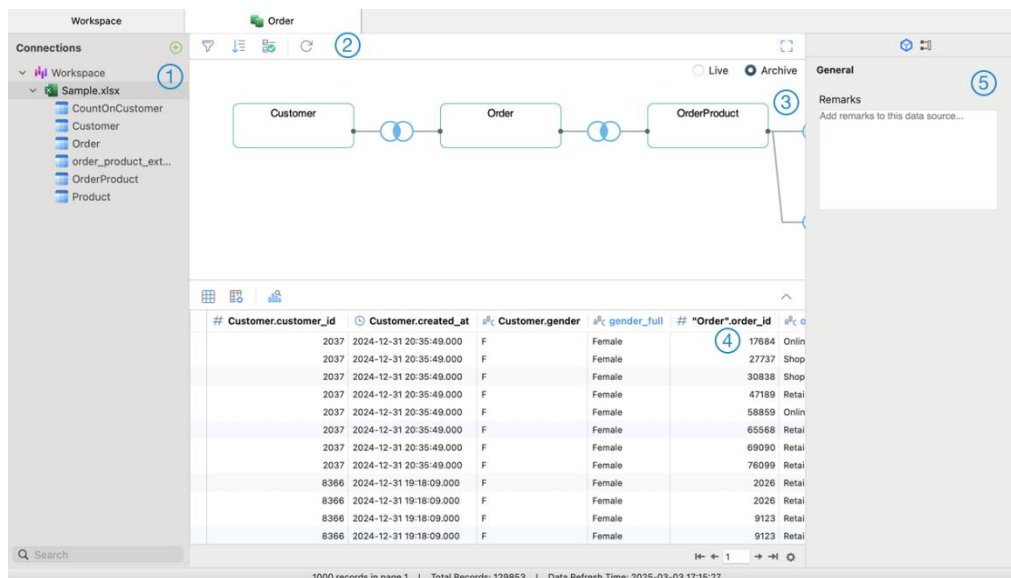 Workspace
Order
Connections
Workspace
1
Sample.xlsx
CountOnCustomer
Customer
Order
order_product_ext...
OrderProduct
Product
Search
2
Live
Archive
3
Customer
Order
OrderProduct
# Customer.customer_id Customer.created_at ABC Customer.gender ABC gender_full # "Order".order_id ABC
4
2037 2024-12-31 20:35:49.000 F Female 17684 Onlin
2037 2024-12-31 20:35:49.000 F Female 27737 Shop
2037 2024-12-31 20:35:49.000 F Female 30838 Shop
2037 2024-12-31 20:35:49.000 F Female 47189 Retai
2037 2024-12-31 20:35:49.000 F Female 58859 Onlin
2037 2024-12-31 20:35:49.000 F Female 65568 Retai
2037 2024-12-31 20:35:49.000 F Female 69090 Retai
2037 2024-12-31 20:35:49.000 F Female 76099 Retai
8366 2024-12-31 19:18:09.000 F Female 2026 Retai
8366 2024-12-31 19:18:09.000 F Female 2026 Retai
8366 2024-12-31 19:18:09.000 F Female 9123 Retai
8366 2024-12-31 19:18:09.000 F Female 9123 Retai
1
1000 records in page 1 | Total Records: 129853 | Data Refresh Time: 2025-03-03 17:15:27
General
5
Remarks
Add remarks to this data source...